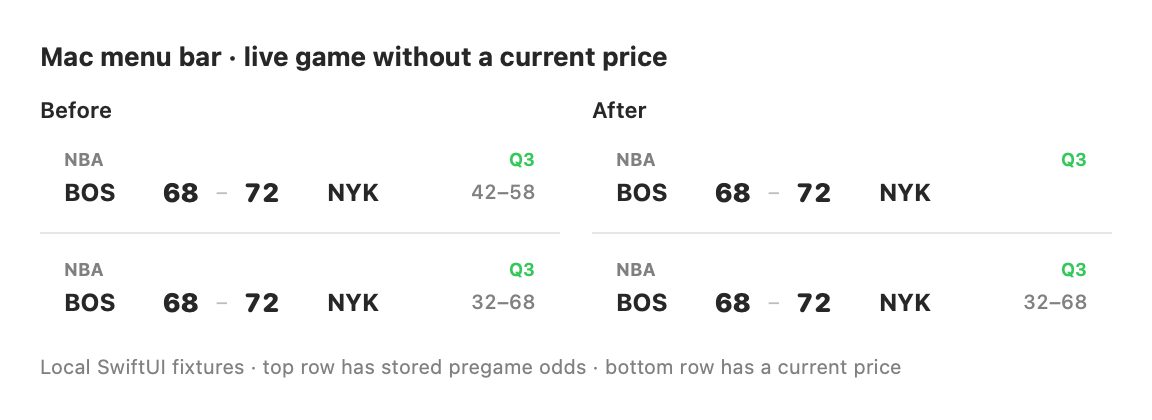 Mac menu bar · live game without a current price
Before
NBA Q3
BOS 68 – 72 NYK 42–58
NBA Q3
BOS 68 – 72 NYK 32–68
After
NBA Q3
BOS 68 – 72 NYK
NBA Q3
BOS 68 – 72 NYK 32–68
Local SwiftUI fixtures · top row has stored pregame odds · bottom row has a current price